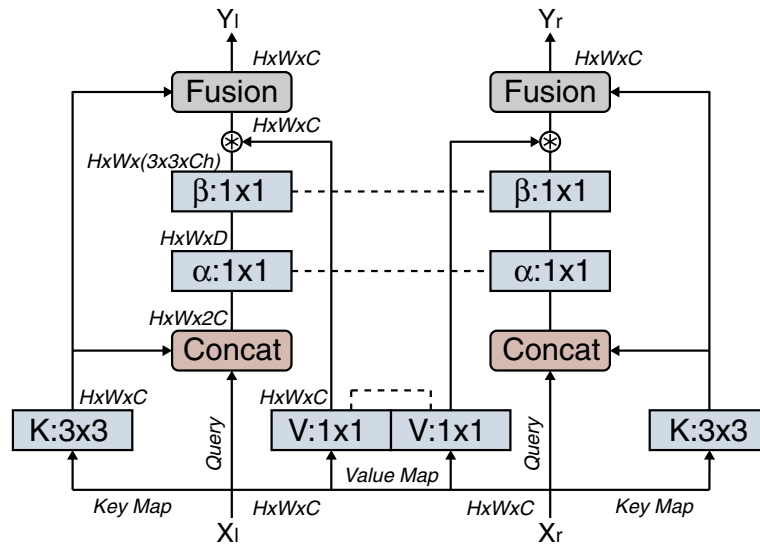 Yl Yr
HxWxC HxWxC
Fusion Fusion
HxWxC
HxWx(3x3xCh)
β:1x1 β:1x1
HxWxD
α:1x1 α:1x1
HxWx2C
Concat Concat
HxWxC HxWxC
K:3x3 Query V:1x1 V:1x1 Query K:3x3
Value Map
Key Map HxWxC HxWxC Key Map
Xl Xr